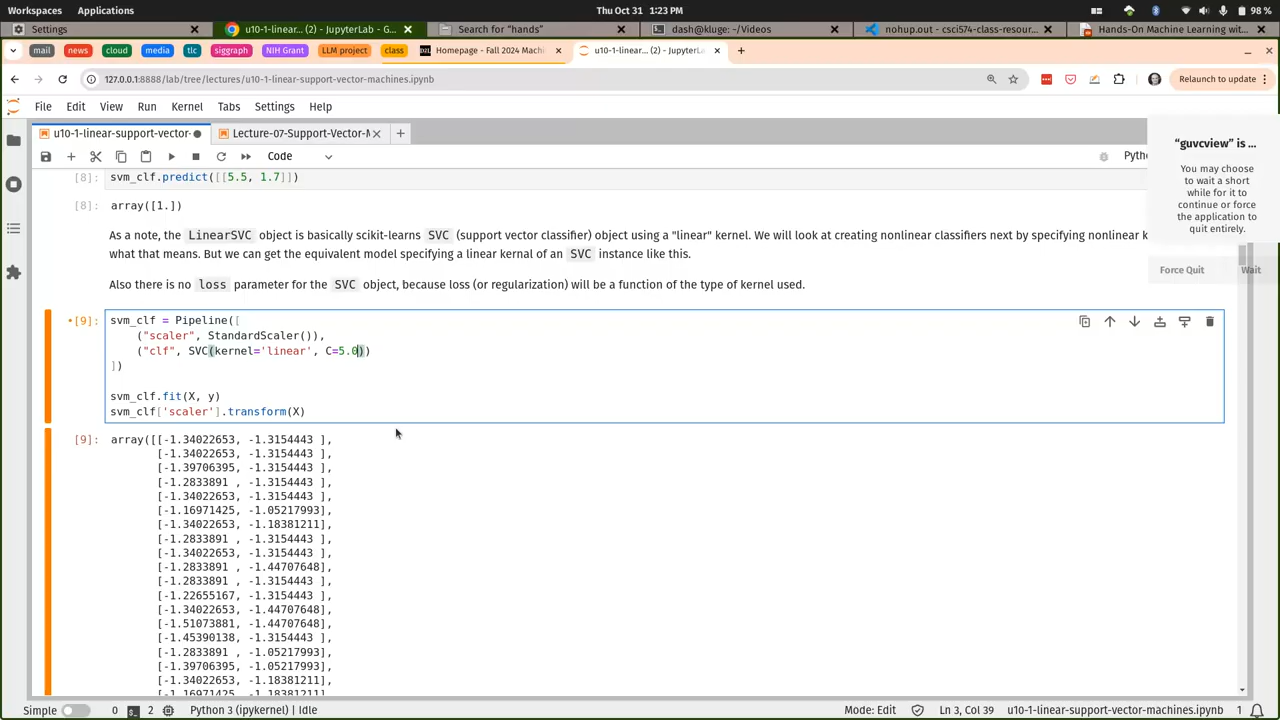 Workspaces Applications Thu Oct 31 1:23 PM 98 %
Settings
linear... (2) - JupyterLab - G...
Search for “hands”
dash@kluge: ~/Videos
nohup.out - csci574-class-resour...
Hands-On Machine Learning wit...
mail news cloud media tlc siggraph NIH Grant LLM project class Homepage - Fall 2024 Machi... u10-1-linear... (2) - JupyterLa
127.0.0.1:8888/lab/tree/lectures/u10-1-linear-support-vector-machines.ipynb Relaunch to update
File Edit View Run Kernel Tabs Settings Help
u10-1-linear-support-vector- Lecture-07-Support-Vector-M
Code Pyth
“guvcview” is ...
You may choose
to wait a short
while for it to
continue or force
the application to
quit entirely.
Force Quit Wait
[8]: svm_clf.predict([[5.5, 1.7]])
[8]: array([1.])
As a note, the LinearSVC object is basically scikit-learns SVC (support vector classifier) object using a "linear" kernel. We will look at creating nonlinear classifiers next by specifying nonlinear k
what that means. But we can get the equivalent model specifying a linear kernal of an SVC instance like this.
Also there is no loss parameter for the SVC object, because loss (or regularization) will be a function of the type of kernel used.
[9]: svm_clf = Pipeline([
("scaler", StandardScaler()),
("clf", SVC(kernel='linear', C=5.0))
])
svm_clf.fit(X, y)
svm_clf['scaler'].transform(X)
[9]: array([[-1.34022653, -1.3154443 ],
[-1.34022653, -1.3154443 ],
[-1.39706395, -1.3154443 ],
[-1.2833891 , -1.3154443 ],
[-1.34022653, -1.3154443 ],
[-1.16971425, -1.05217993],
[-1.34022653, -1.18381211],
[-1.2833891 , -1.3154443 ],
[-1.34022653, -1.3154443 ],
[-1.2833891 , -1.44707648],
[-1.2833891 , -1.3154443 ],
[-1.22655167, -1.3154443 ],
[-1.34022653, -1.44707648],
[-1.51073881, -1.44707648],
[-1.45390138, -1.3154443 ],
[-1.2833891 , -1.05217993],
[-1.39706395, -1.05217993],
[-1.34022653, -1.18381211],
[-1.16971425, -1.18381211],
Simple 0 2 Python 3 (ipykernel) | Idle Mode: Edit Ln 3, Col 39 u10-1-linear-support-vector-machines.ipynb 1